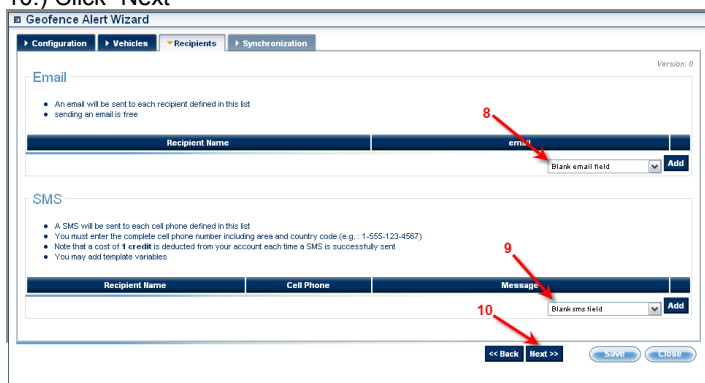 10.) Click "Next"
Geofence Alert Wizard
Configuration Vehicles Recipients Synchronization
Version: 0
Email
An email will be sent to each recipient defined in this list
sending an email is free
8
Recipient Name email
Blank email field Add
SMS
A SMS will be sent to each cell phone defined in this list
You must enter the complete cell phone number including area and country code (e.g. : 1-555-123-4567)
Note that a cost of 1 credit is deducted from your account each time a SMS is successfully sent
You may add template variables
9
Recipient Name Cell Phone Message
Blank sms field Add
10
<< Back Next >> Save Close